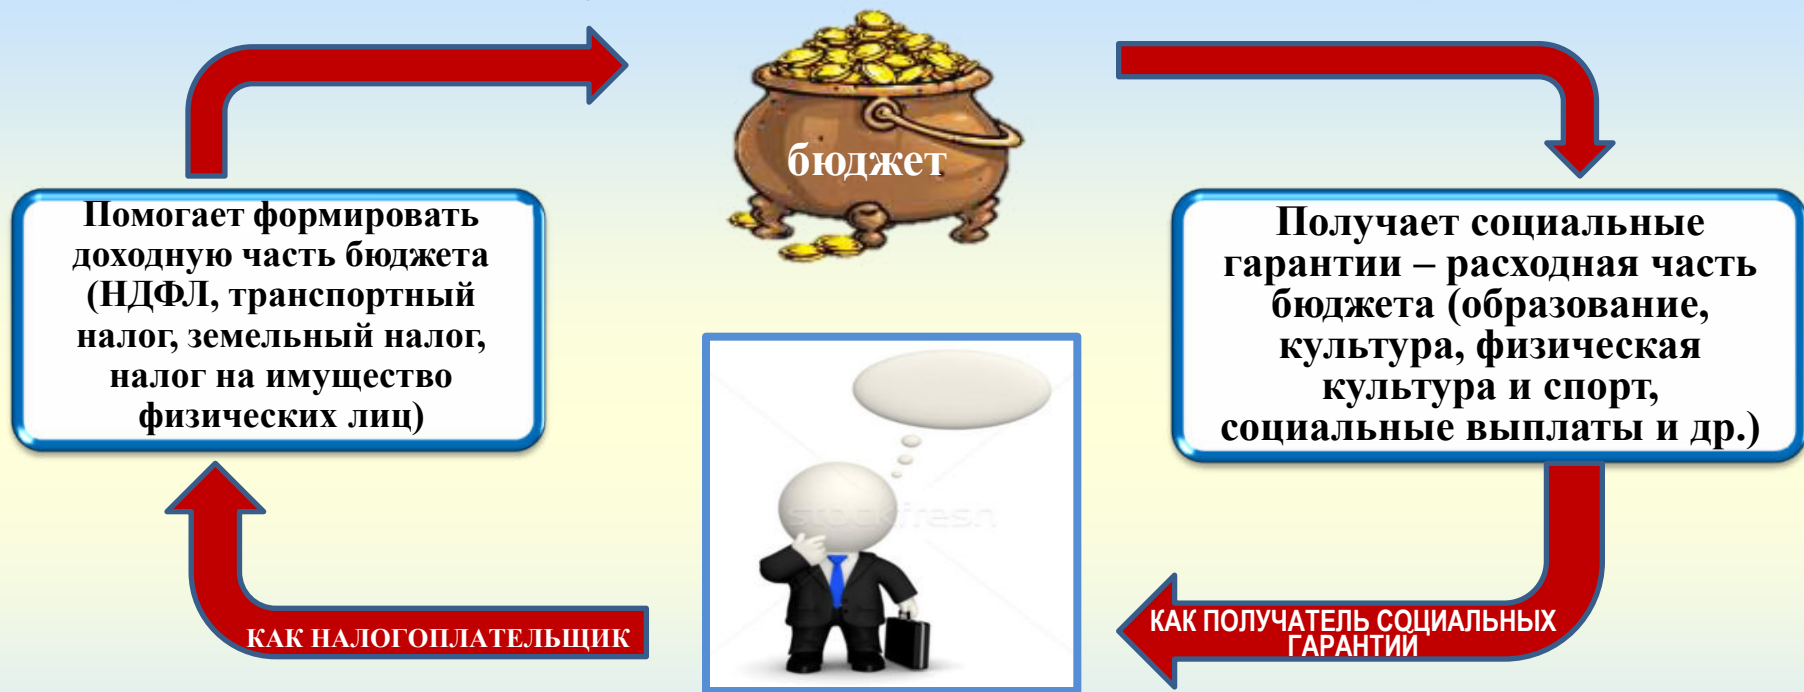 бюджет
Помогает формировать
доходную часть бюджета
(НДФЛ, транспортный
налог, земельный налог,
налог на имущество
физических лиц)
Получает социальные
гарантии – расходная часть
бюджета (образование,
культура, физическая
культура и спорт,
социальные выплаты и др.)
stockfresh
КАК НАЛОГОПЛАТЕЛЬЩИК
КАК ПОЛУЧАТЕЛЬ СОЦИАЛЬНЫХ
ГАРАНТИЙ